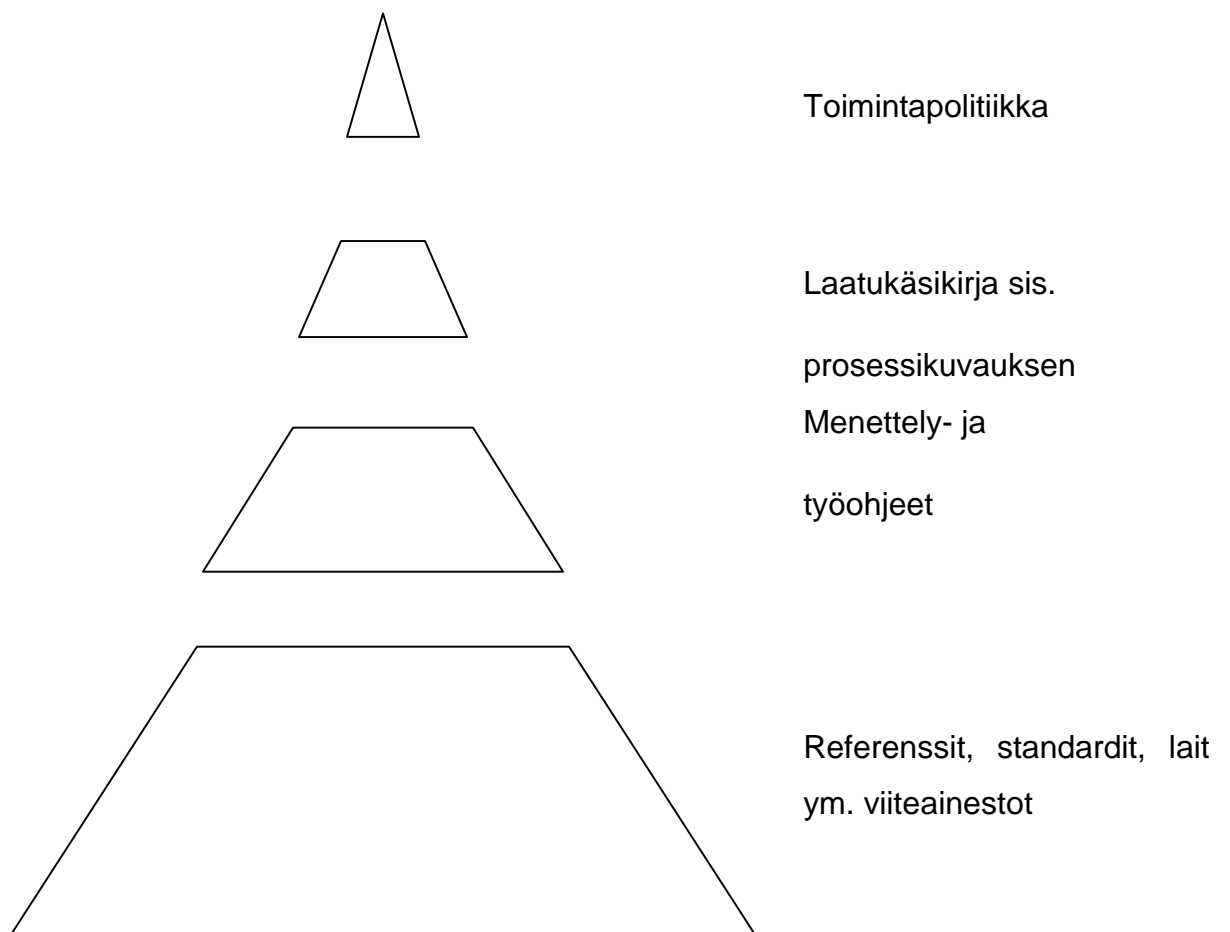 Toimintapolitiikka
Laatukäsikirja sis.
prosessikuvauksen
Menettely- ja
työohjeet
Referenssit, standardit, lait
ym. viiteainestot